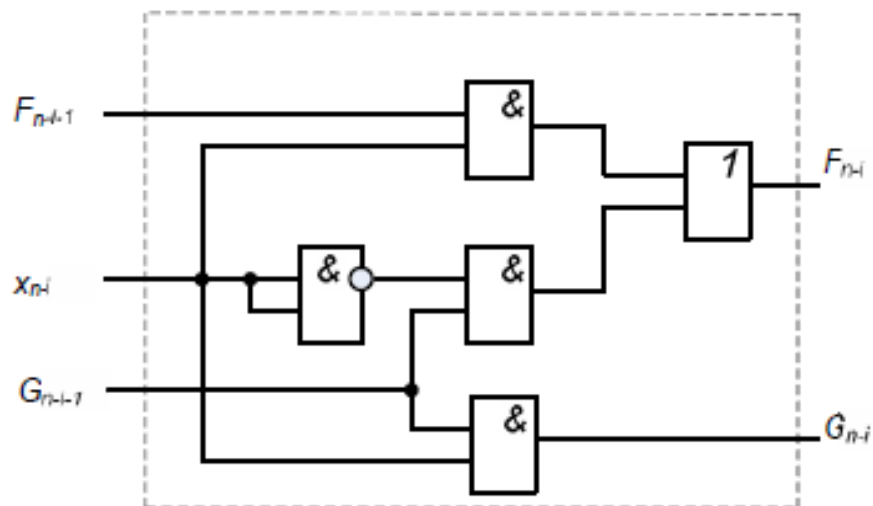 F_{n-i-1}
&
1
F_{n-i}
x_{n-i}
&
&
G_{n-i-1}
&
G_{n-i}